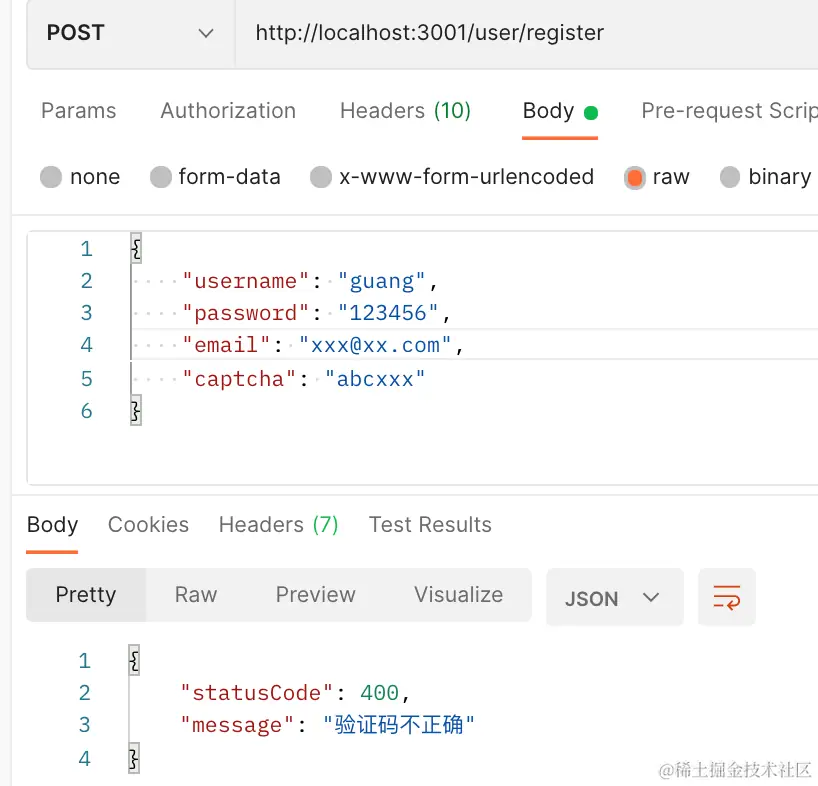 POST http://localhost:3001/user/register
Params Authorization Headers (10) Body Pre-request Scrip
none form-data x-www-form-urlencoded raw binary
1 {
2 "username": "guang",
3 "password": "123456",
4 "email": "xxx@xx.com",
5 "captcha": "abcxxx"
6 }
Body Cookies Headers (7) Test Results
Pretty Raw Preview Visualize JSON
1 {
2 "statusCode": 400,
3 "message": "验证码不正确"
4 }
@稀土掘金技术社区